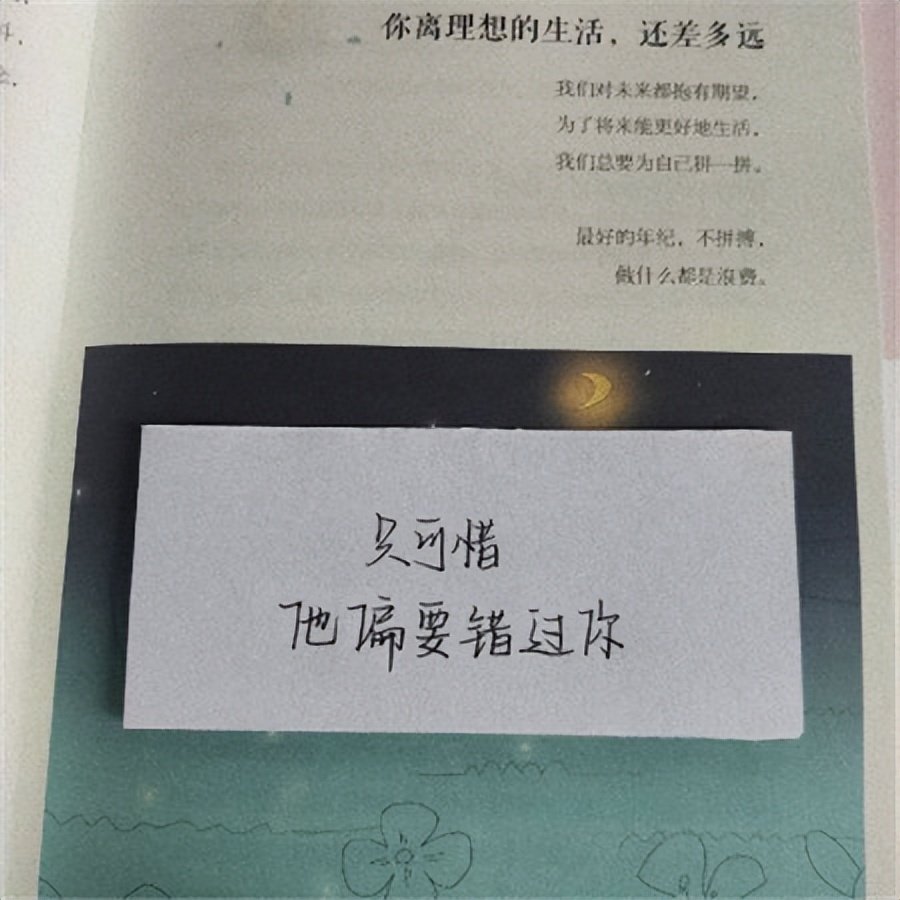 你离理想的生活，还差多远
我们对未来都抱有期望，
为了将来能更好地生活，
我们总要为自己拼一拼。
最好的年纪，不拼搏，
做什么都是浪费。
只可惜
他偏要错过你